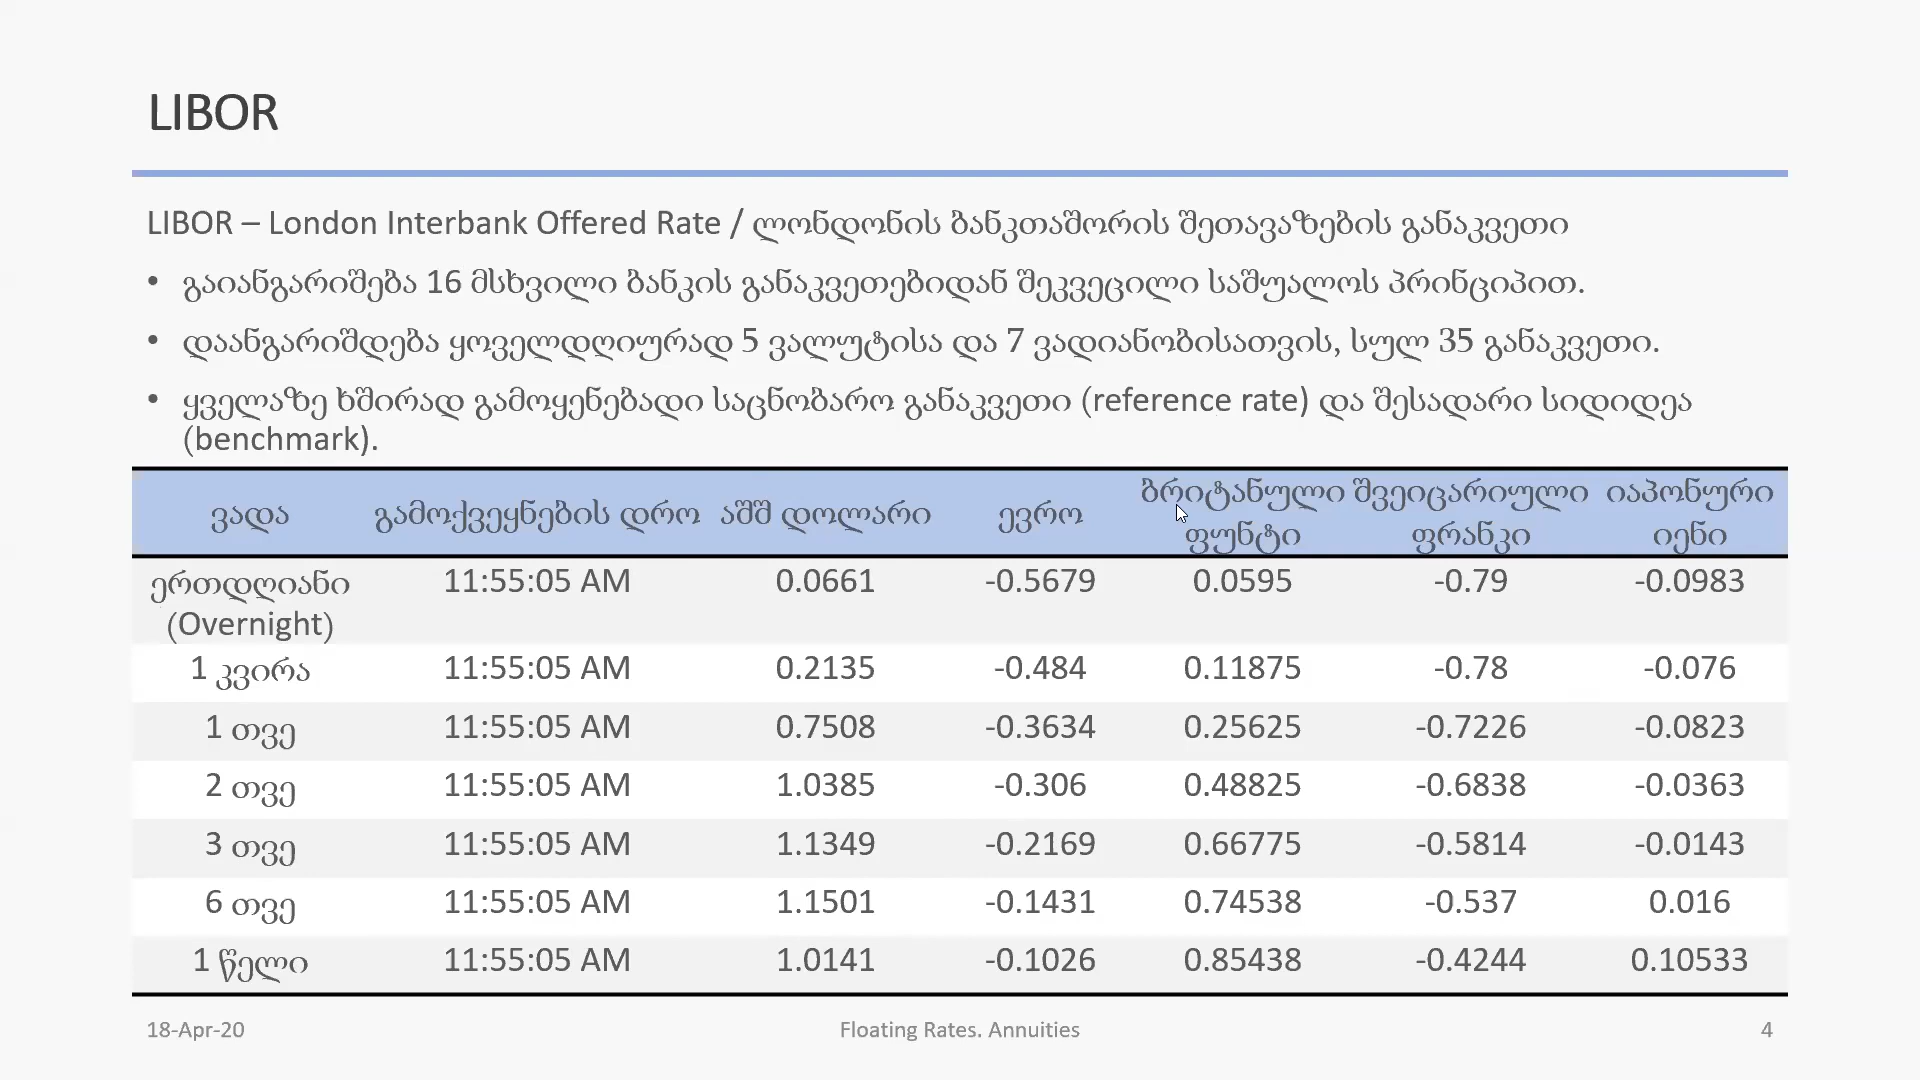 LIBOR
LIBOR – London Interbank Offered Rate / ლონდონის ბანკთაშორის შეთავაზების განაკვეთი
• გაიანგარიშება 16 მსხვილი ბანკის განაკვეთებიდან შეკვეცილი საშუალოს პრინციპით.
• დაანგარიშდება ყოველდღიურად 5 ვალუტისა და 7 ვადიანობისათვის, სულ 35 განაკვეთი.
• ყველაზე ხშირად გამოყენებადი საცნობარო განაკვეთი (reference rate) და შესადარი სიდიდეა
(benchmark).
ვადა გამოქვეყნების დრო აშშ დოლარი ევრო ბრიტანული ფუნტი შვეიცარიული ფრანკი იაპონური იენი
ერთდღიანი (Overnight) 11:55:05 AM 0.0661 -0.5679 0.0595 -0.79 -0.0983
1 კვირა 11:55:05 AM 0.2135 -0.484 0.11875 -0.78 -0.076
1 თვე 11:55:05 AM 0.7508 -0.3634 0.25625 -0.7226 -0.0823
2 თვე 11:55:05 AM 1.0385 -0.306 0.48825 -0.6838 -0.0363
3 თვე 11:55:05 AM 1.1349 -0.2169 0.66775 -0.5814 -0.0143
6 თვე 11:55:05 AM 1.1501 -0.1431 0.74538 -0.537 0.016
1 წელი 11:55:05 AM 1.0141 -0.1026 0.85438 -0.4244 0.10533
18-Apr-20 Floating Rates. Annuities 4